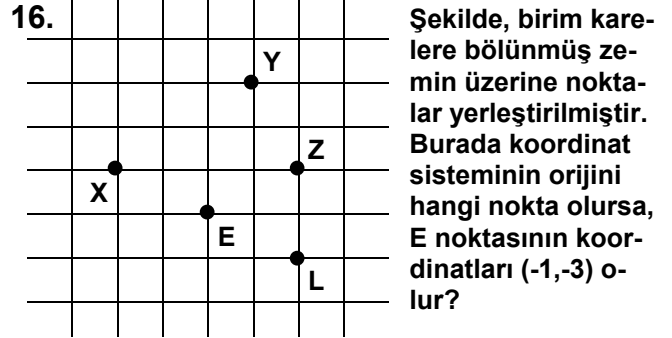 16.
Y
Z
X
E
L
Şekilde, birim kare-
lere bölünmüş ze-
min üzerine nokta-
lar yerleştirilmiştir.
Burada koordinat
sisteminin orijini
hangi nokta olursa,
E noktasının koor-
dinatları (-1,-3) o-
lur?